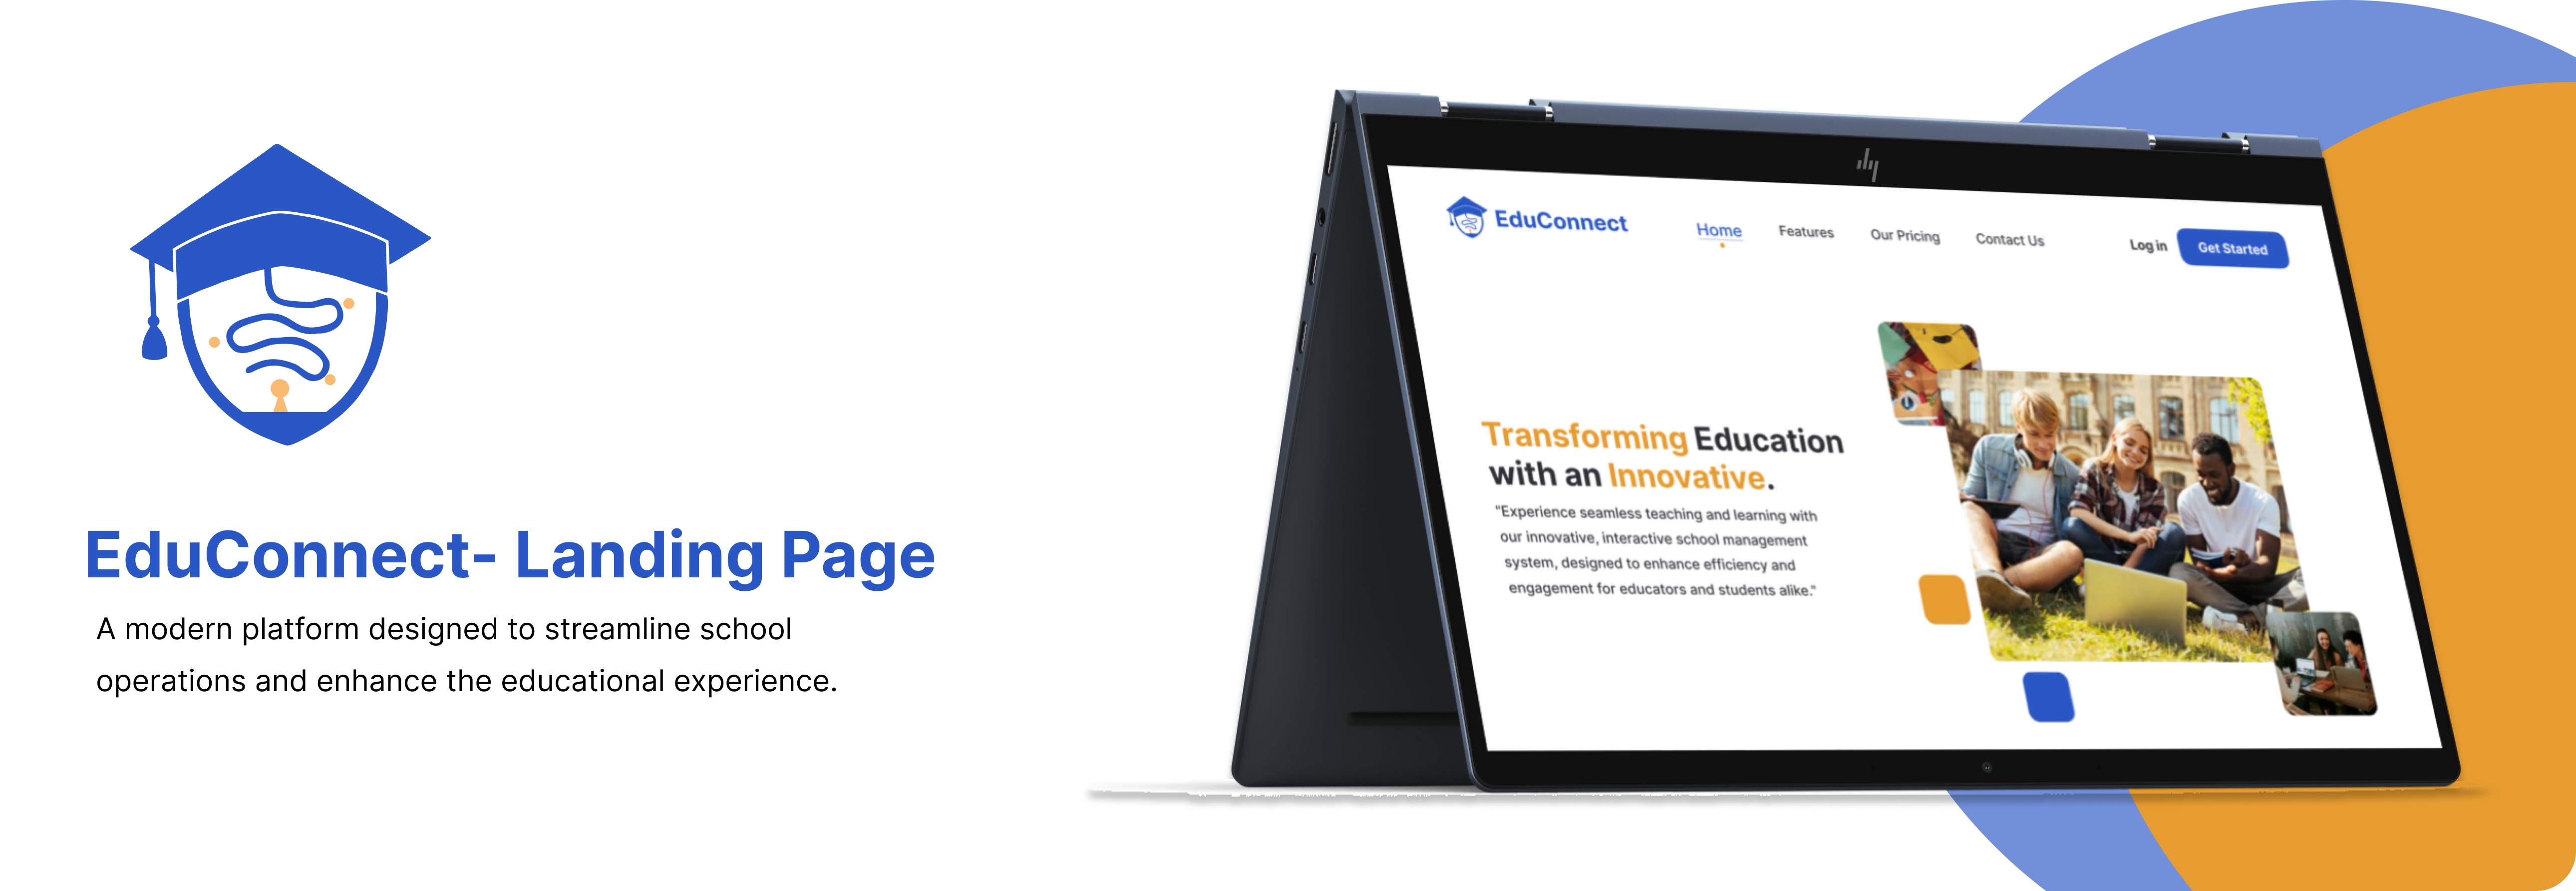 EduConnect- Landing Page
A modern platform designed to streamline school
operations and enhance the educational experience.
hp
EduConnect
Home
Features
Our Pricing
Contact Us
Log in
Get Started
Transforming Education
with an Innovative.
"Experience seamless teaching and learning with
our innovative, interactive school management
system, designed to enhance efficiency and
engagement for educators and students alike."